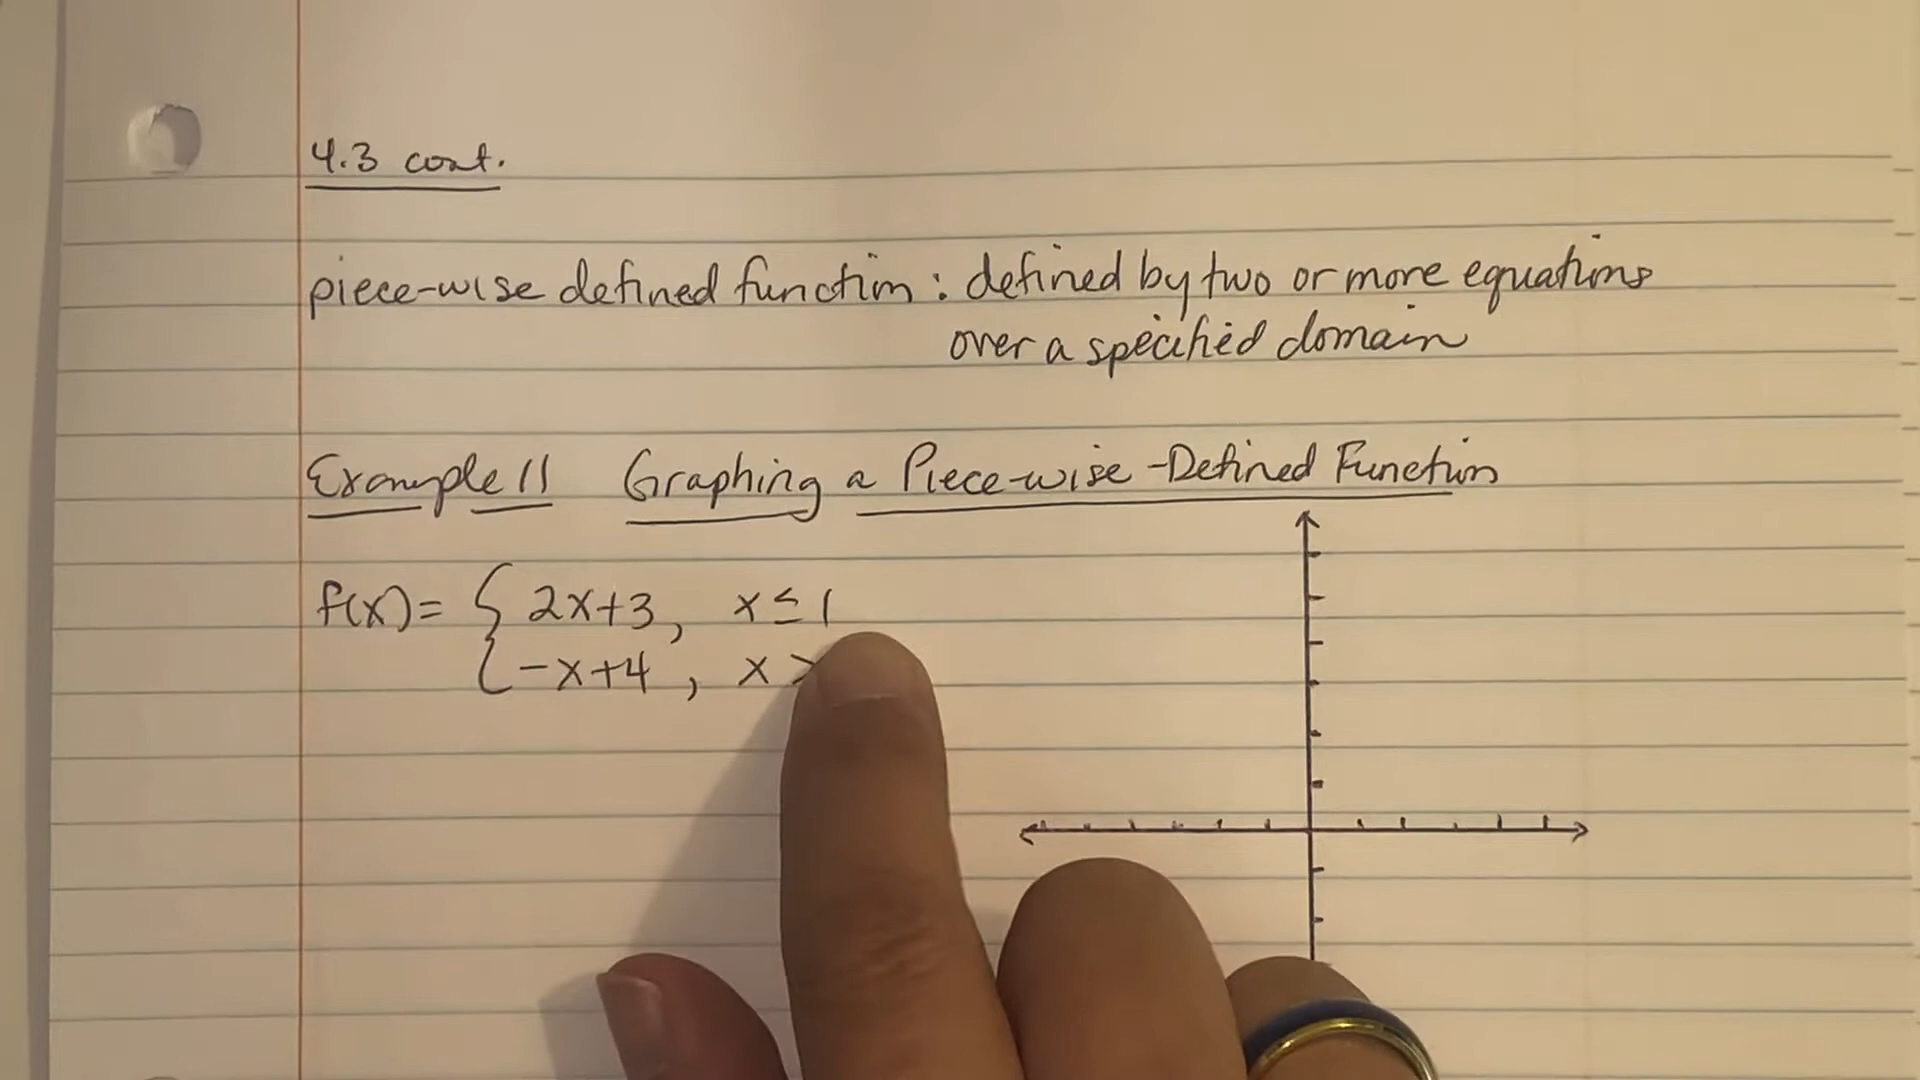 4.3 cont.
piece-wise defined function: defined by two or more equations
over a specified domain
Example 11 Graphing a Piece-wise-Defined Function
f(x) = { 2x+3, x ≤ 1
-x+4, x >